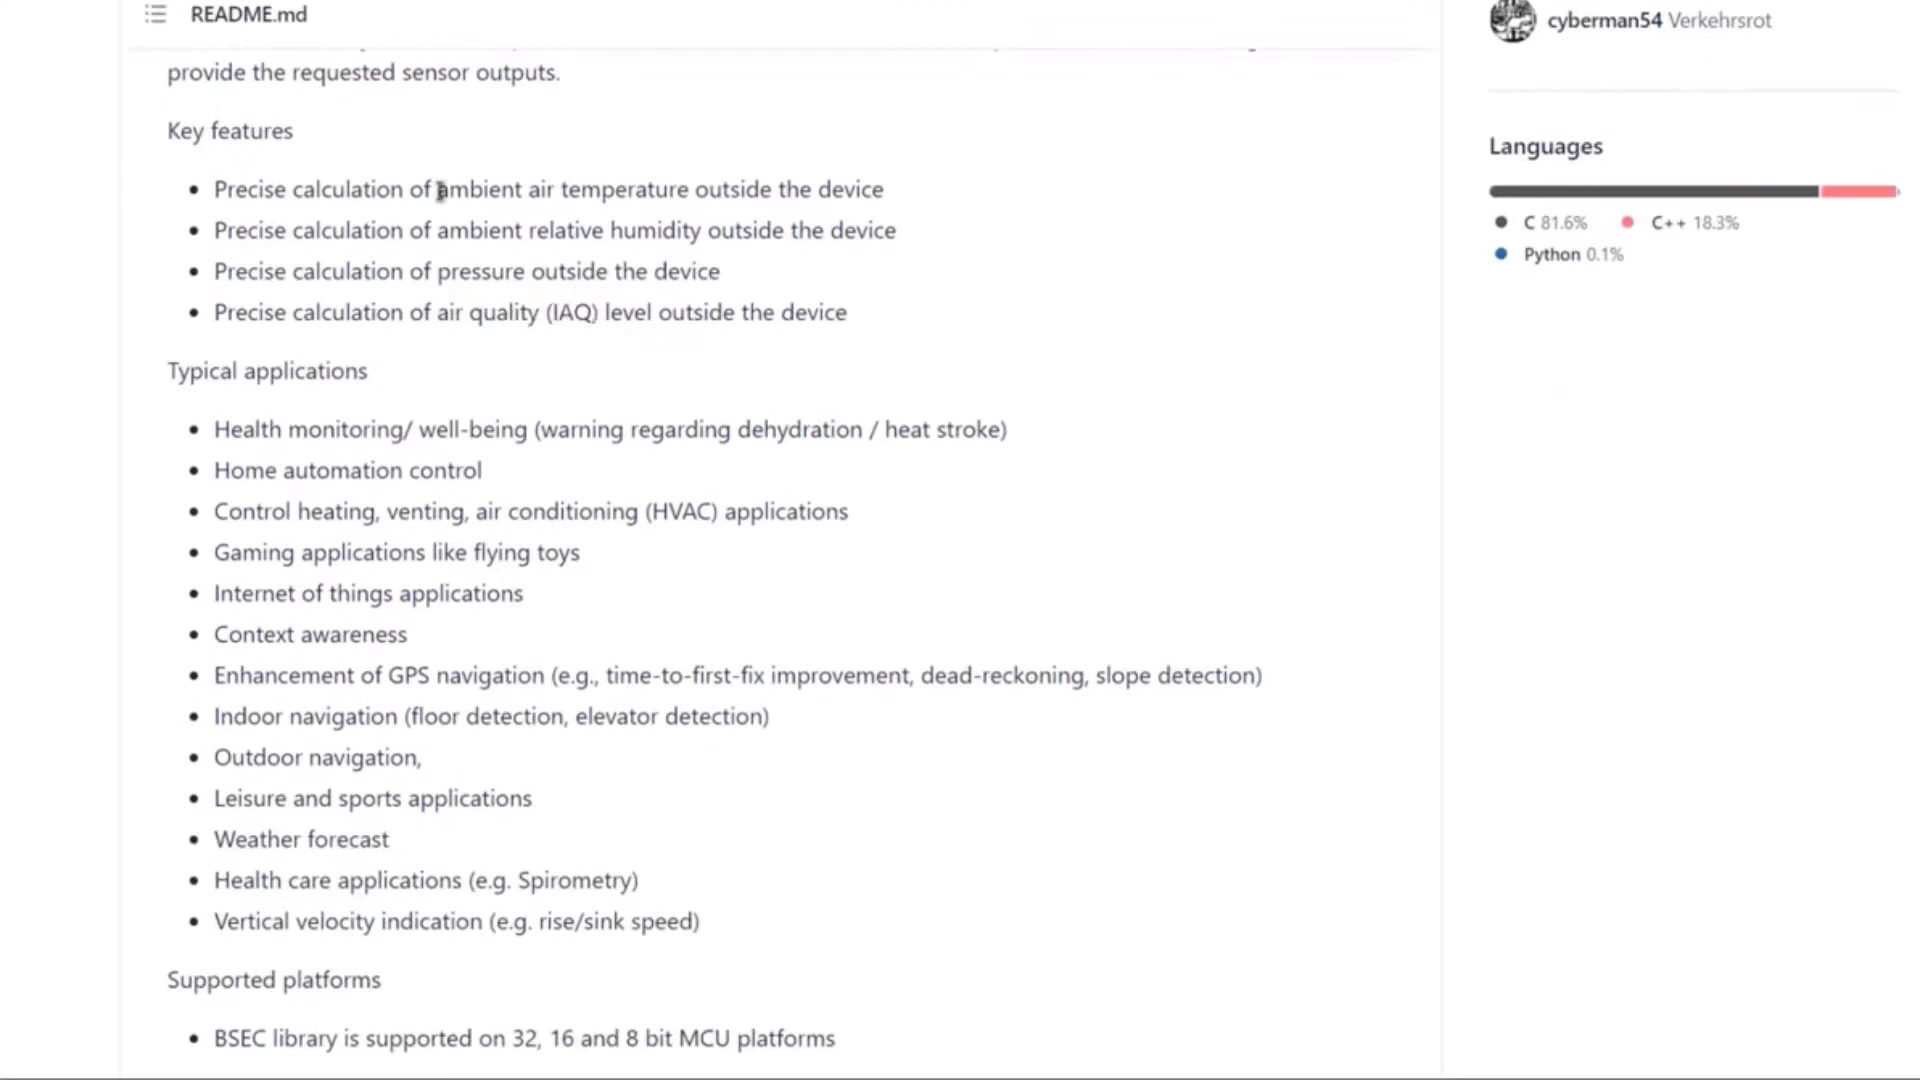 README.md
provide the requested sensor outputs.
Key features
Precise calculation of ambient air temperature outside the device
Precise calculation of ambient relative humidity outside the device
Precise calculation of pressure outside the device
Precise calculation of air quality (IAQ) level outside the device
Typical applications
Health monitoring/ well-being (warning regarding dehydration / heat stroke)
Home automation control
Control heating, venting, air conditioning (HVAC) applications
Gaming applications like flying toys
Internet of things applications
Context awareness
Enhancement of GPS navigation (e.g., time-to-first-fix improvement, dead-reckoning, slope detection)
Indoor navigation (floor detection, elevator detection)
Outdoor navigation,
Leisure and sports applications
Weather forecast
Health care applications (e.g. Spirometry)
Vertical velocity indication (e.g. rise/sink speed)
Supported platforms
BSEC library is supported on 32, 16 and 8 bit MCU platforms
cyberman54 Verkehrsrot
Languages
C 81.6% C++ 18.3%
Python 0.1%